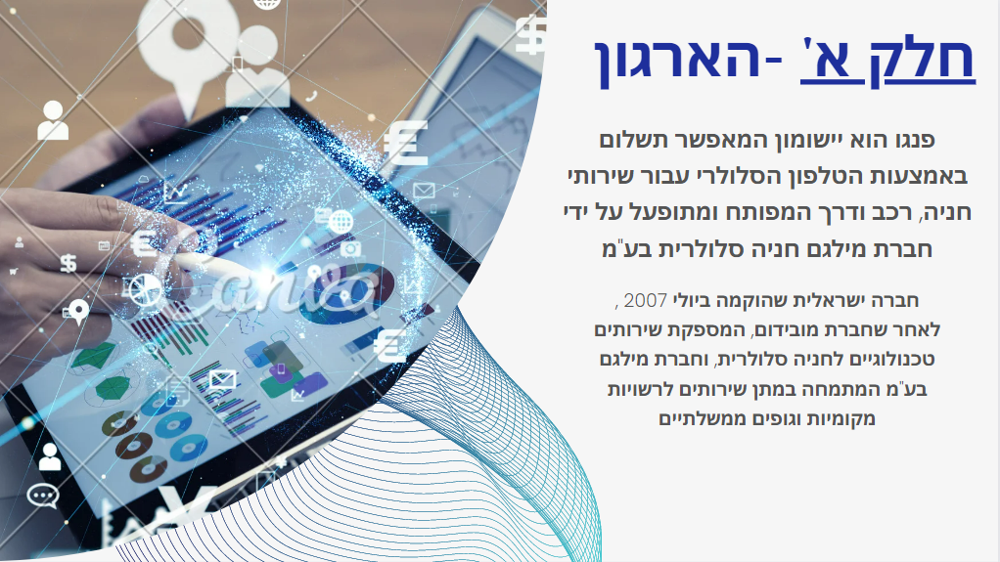 חלק א' -הארגון
פנגו הוא יישומון המאפשר תשלום
באמצעות הטלפון הסלולרי עבור שירותי
חניה, רכב ודרך המפותח ומתופעל על ידי
חברת מילגם חניה סלולרית בע"מ
חברה ישראלית שהוקמה ביולי 2007 ,
לאחר שחברת מובידום, המספקת שירותים
טכנולוגיים לחניה סלולרית, וחברת מילגם
בע"מ המתמחה במתן שירותים לרשויות
מקומיות וגופים ממשלתיים
Canva